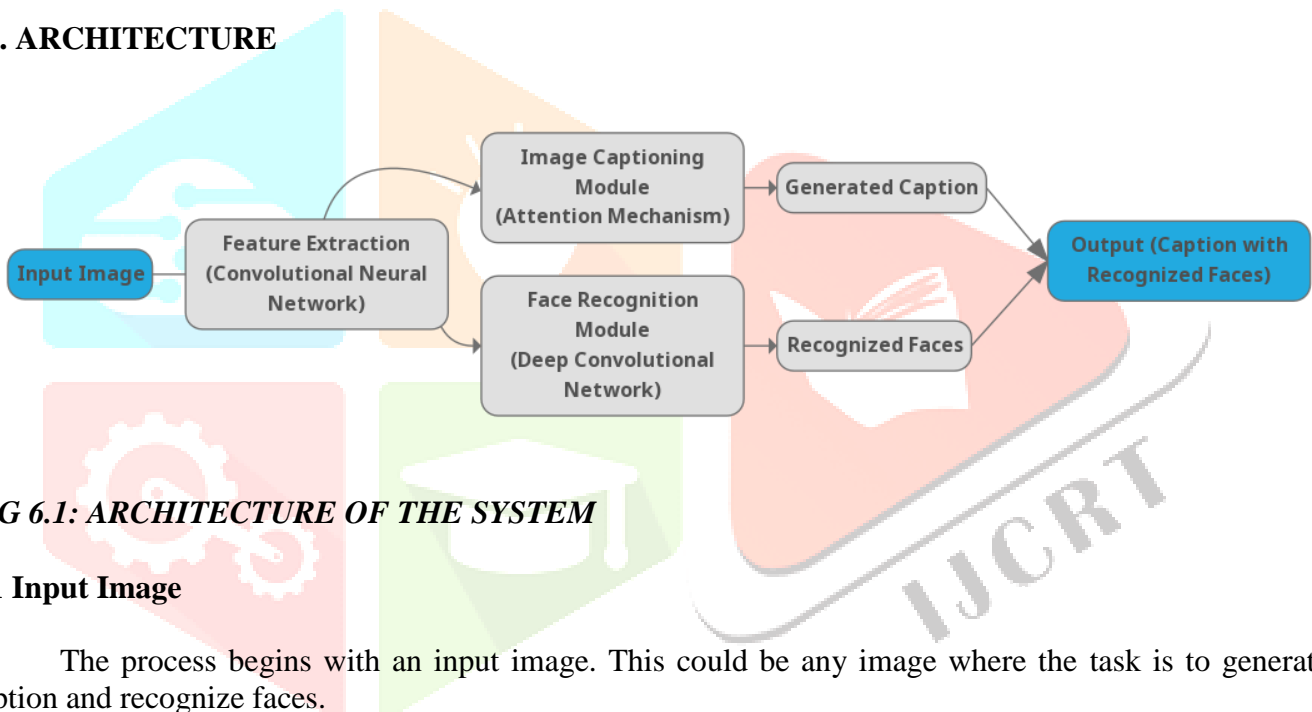 . ARCHITECTURE
Image Captioning
Module
(Attention Mechanism)
Generated Caption
Feature Extraction
(Convolutional Neural
Network)
Input Image
Output (Caption with
Recognized Faces)
Face Recognition
Module
(Deep Convolutional
Network)
Recognized Faces
G 6.1: ARCHITECTURE OF THE SYSTEM
IJCRT
Input Image
The process begins with an input image. This could be any image where the task is to generat
ption and recognize faces.